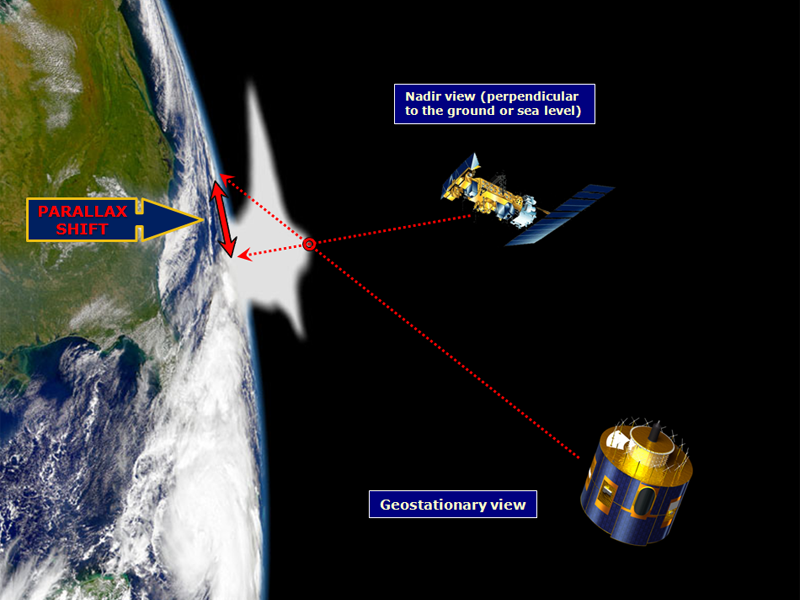 Nadir view (perpendicular
to the ground or sea level)
PARALLAX
SHIFT
Geostationary view